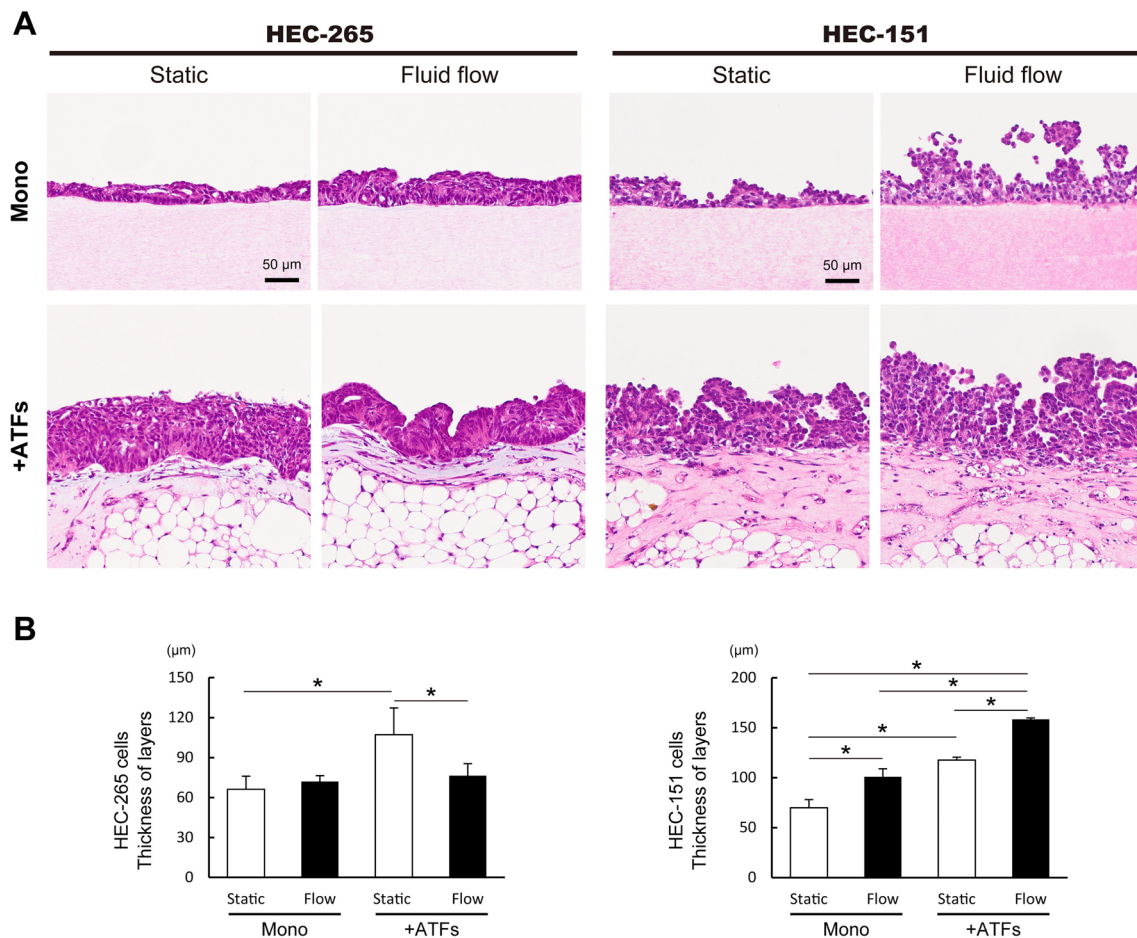 A
HEC-265
HEC-151
Static
Fluid flow
Static
Fluid flow
Mono
50 µm
50 µm
+ATFs
B
(µm)
150
120
90
60
30
0
HEC-265 cells
Thickness of layers
*
*
Static
Flow
Static
Flow
Mono
+ATFs
(µm)
200
150
100
50
0
HEC-151 cells
Thickness of layers
*
*
*
*
*
Static
Flow
Static
Flow
Mono
+ATFs